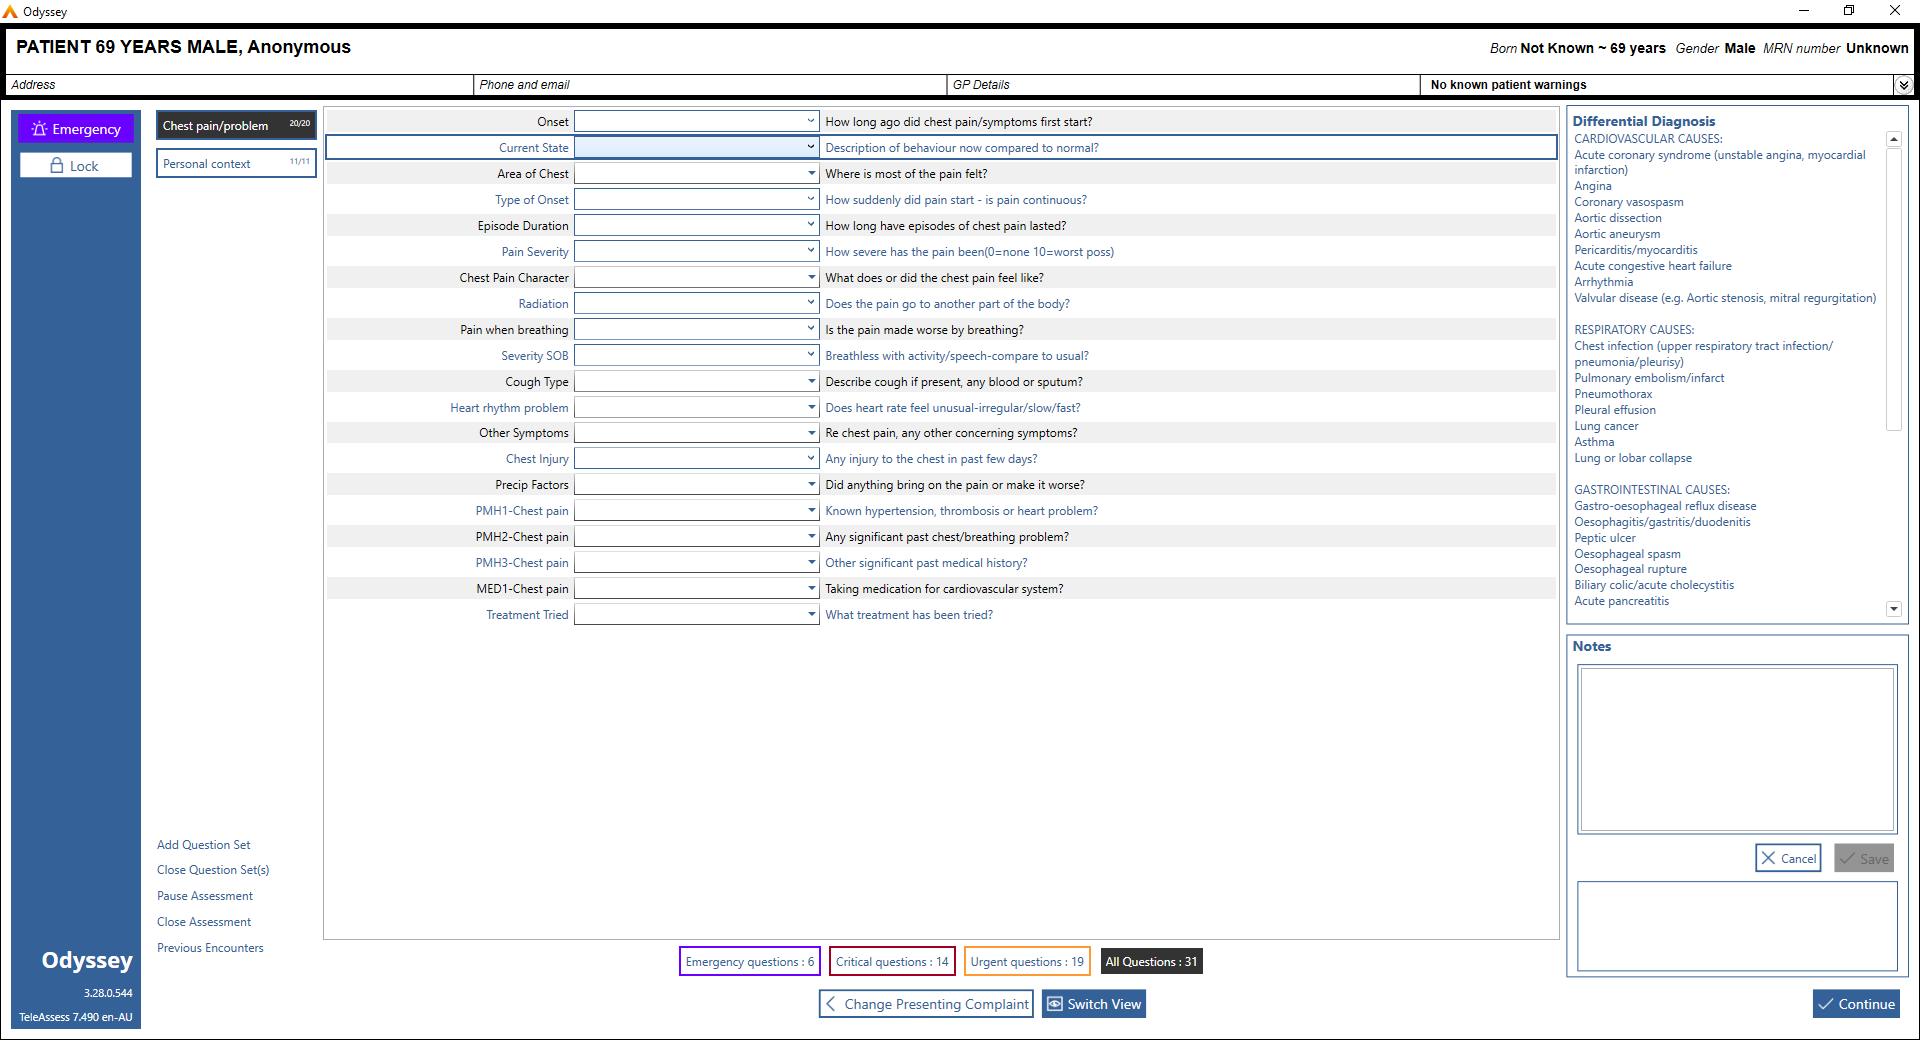 Odyssey
PATIENT 69 YEARS MALE, Anonymous
Born Not Known ~ 69 years Gender Male MRN number Unknown
Address
Phone and email
GP Details
No known patient warnings
Emergency
Lock
Chest pain/problem 20/20
Personal context 11/11
Onset How long ago did chest pain/symptoms first start?
Current State Description of behaviour now compared to normal?
Area of Chest Where is most of the pain felt?
Type of Onset How suddenly did pain start - is pain continuous?
Episode Duration How long have episodes of chest pain lasted?
Pain Severity How severe has the pain been(0=none 10=worst poss)
Chest Pain Character What does or did the chest pain feel like?
Radiation Does the pain go to another part of the body?
Pain when breathing Is the pain made worse by breathing?
Severity SOB Breathless with activity/speech-compare to usual?
Cough Type Describe cough if present, any blood or sputum?
Heart rhythm problem Does heart rate feel unusual-irregular/slow/fast?
Other Symptoms Re chest pain, any other concerning symptoms?
Chest Injury Any injury to the chest in past few days?
Precip Factors Did anything bring on the pain or make it worse?
PMH1-Chest pain Known hypertension, thrombosis or heart problem?
PMH2-Chest pain Any significant past chest/breathing problem?
PMH3-Chest pain Other significant past medical history?
MED1-Chest pain Taking medication for cardiovascular system?
Treatment Tried What treatment has been tried?
Differential Diagnosis
CARDIOVASCULAR CAUSES:
Acute coronary syndrome (unstable angina, myocardial
infarction)
Angina
Coronary vasospasm
Aortic dissection
Aortic aneurysm
Pericarditis/myocarditis
Acute congestive heart failure
Arrhythmia
Valvular disease (e.g. Aortic stenosis, mitral regurgitation)
RESPIRATORY CAUSES:
Chest infection (upper respiratory tract infection/
pneumonia/pleurisy)
Pulmonary embolism/infarct
Pneumothorax
Pleural effusion
Lung cancer
Asthma
Lung or lobar collapse
GASTROINTESTINAL CAUSES:
Gastro-oesophageal reflux disease
Oesophagitis/gastritis/duodenitis
Peptic ulcer
Oesophageal spasm
Oesophageal rupture
Biliary colic/acute cholecystitis
Acute pancreatitis
Notes
Cancel
Save
Add Question Set
Close Question Set(s)
Pause Assessment
Close Assessment
Previous Encounters
Odyssey
3.28.0.544
TeleAssess 7.490 en-AU
Emergency questions : 6
Critical questions : 14
Urgent questions : 19
All Questions : 31
Change Presenting Complaint
Switch View
Continue